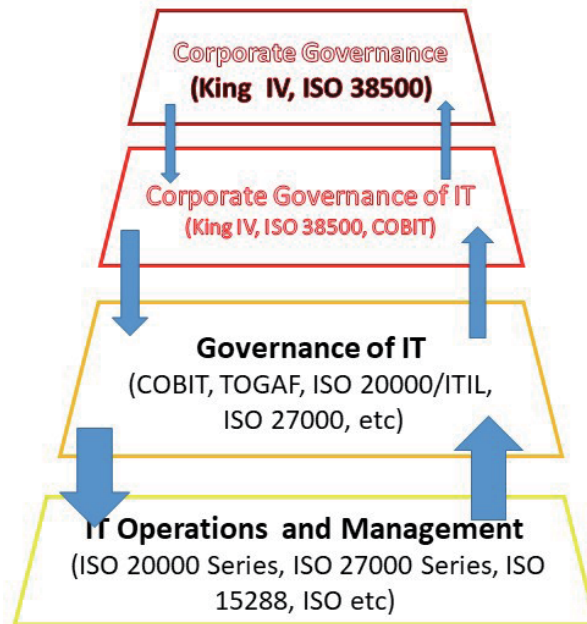 Corporate Governance
(King IV, ISO 38500)
Corporate Governance of IT
(King IV, ISO 38500, COBIT)
Governance of IT
(COBIT, TOGAF, ISO 20000/ITIL,
ISO 27000, etc)
IT Operations and Management
(ISO 20000 Series, ISO 27000 Series, ISO
15288, ISO etc)